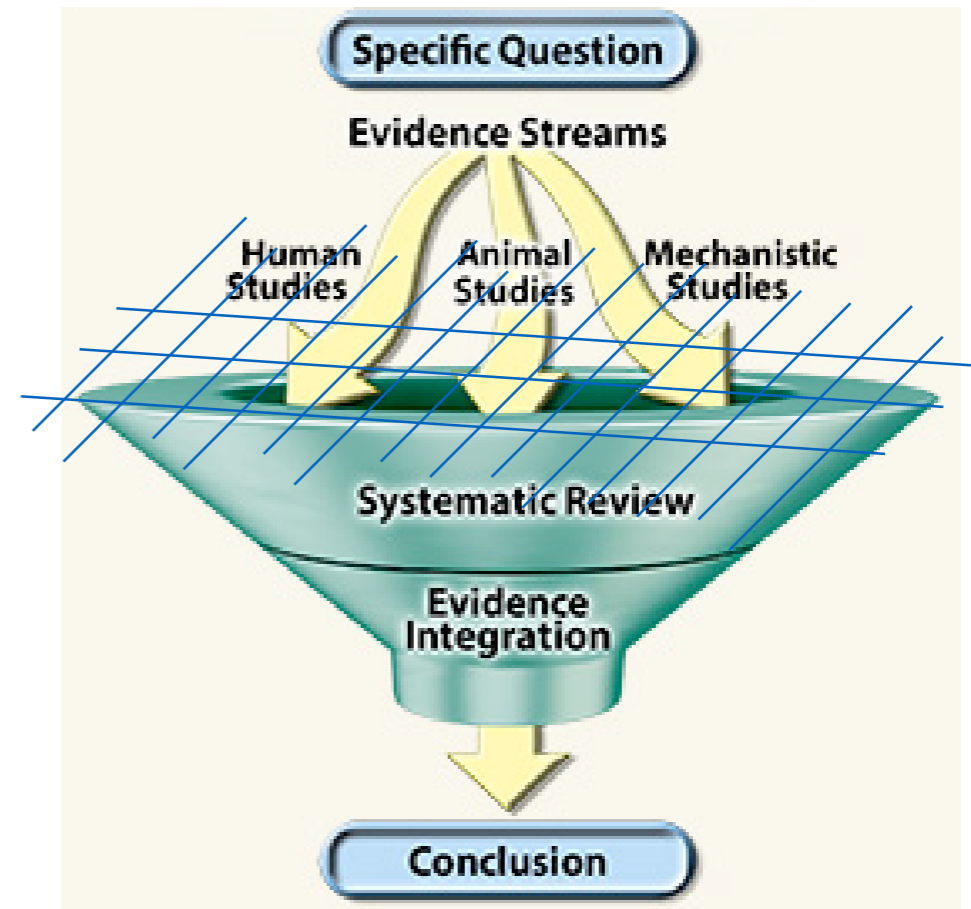 Specific Question
Evidence Streams
Human
Studies
Animal
Studies
Mechanistic
Studies
Systematic Review
Evidence
Integration
Conclusion